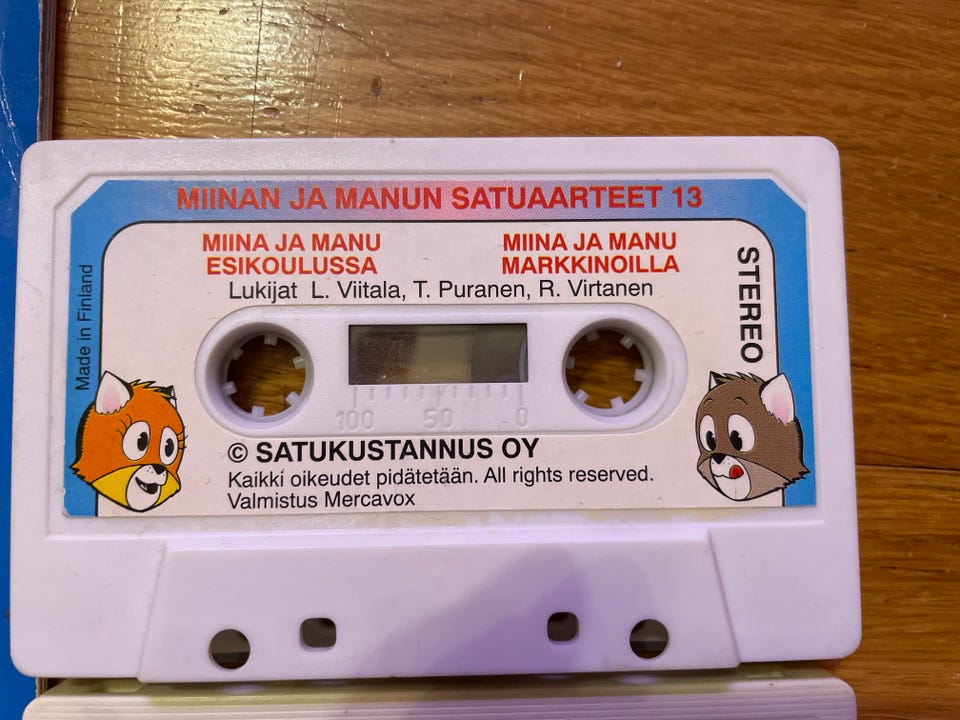 MIINAN JA MANUN SATUAARTEET 13
MIINA JA MANU
ESIKOULUSSA
MIINA JA MANU
MARKKINOILLA
Lukijat L. Viitala, T. Puranen, R. Virtanen
Made in Finland
STEREO
100 50 0
© SATUKUSTANNUS OY
Kaikki oikeudet pidätetään. All rights reserved.
Valmistus Mercavox